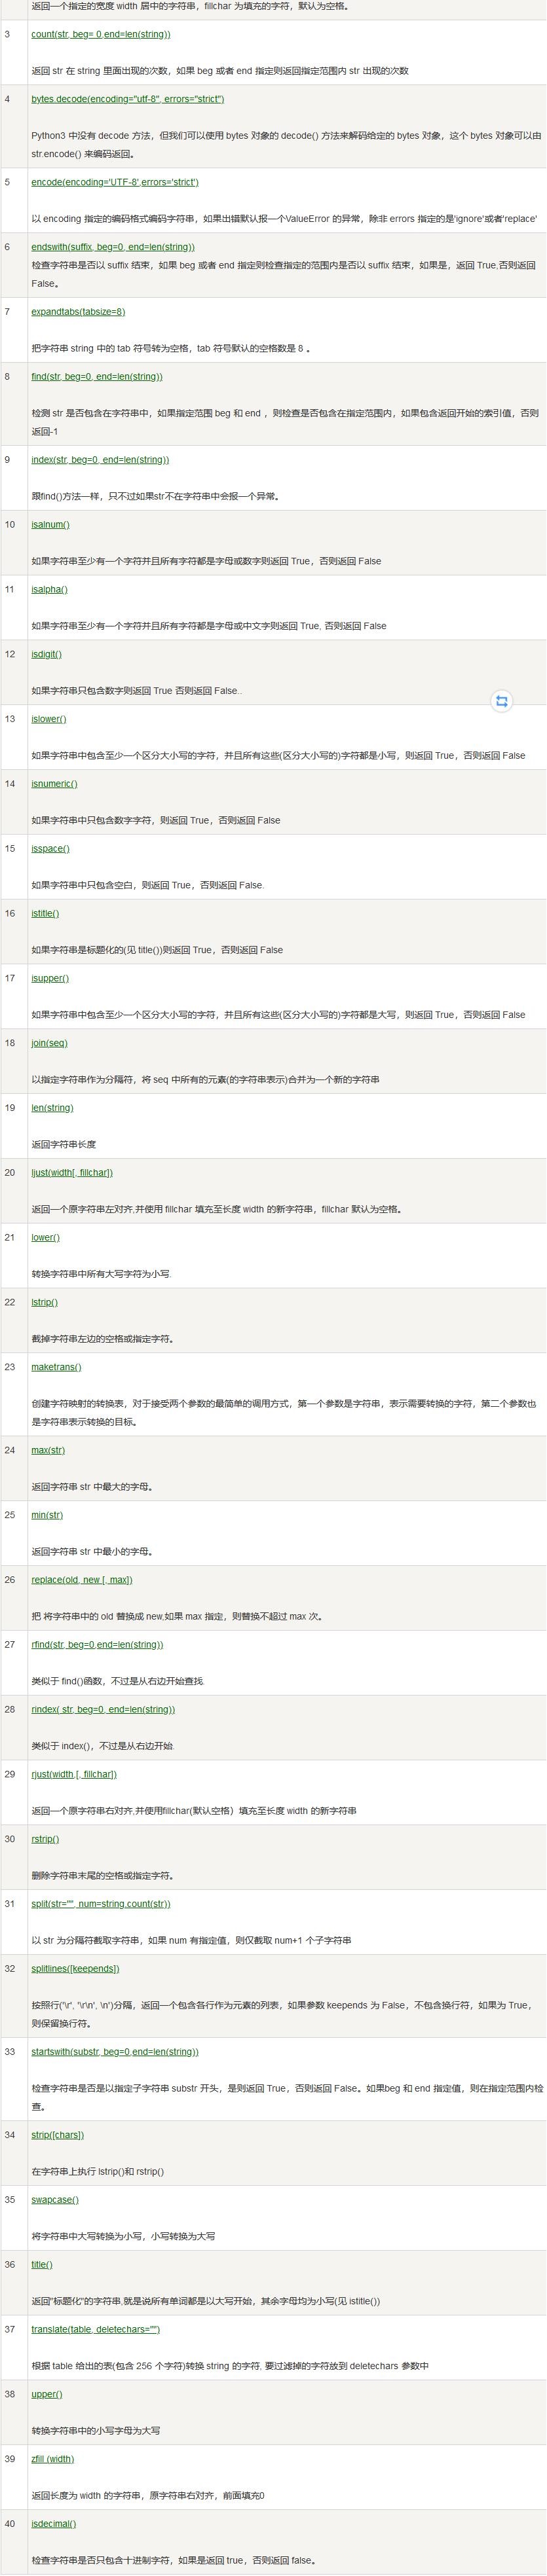 返回一个指定的宽度 width 居中的字符串，fillchar 为填充的字符，默认为空格。
3
count(str, beg= 0,end=len(string))
返回 str 在 string 里面出现的次数，如果 beg 或者 end 指定则返回指定范围内 str 出现的次数
4
bytes.decode(encoding="utf-8", errors="strict")
Python3 中没有 decode 方法，但我们可以使用 bytes 对象的 decode() 方法来解码给定的 bytes 对象，这个 bytes 对象可以由
str.encode() 来编码返回。
5
encode(encoding='UTF-8',errors='strict')
以 encoding 指定的编码格式编码字符串，如果出错默认报一个ValueError 的异常，除非 errors 指定的是'ignore'或者'replace'
6
endswith(suffix, beg=0, end=len(string))
检查字符串是否以 suffix 结束，如果 beg 或者 end 指定则检查指定的范围内是否以 suffix 结束，如果是，返回 True,否则返回
False。
7
expandtabs(tabsize=8)
把字符串 string 中的 tab 符号转为空格，tab 符号默认的空格数是 8 。
8
find(str, beg=0, end=len(string))
检测 str 是否包含在字符串中，如果指定范围 beg 和 end ，则检查是否包含在指定范围内，如果包含返回开始的索引值，否则
返回-1
9
index(str, beg=0, end=len(string))
跟find()方法一样，只不过如果str不在字符串中会报一个异常。
10
isalnum()
如果字符串至少有一个字符并且所有字符都是字母或数字则返回 True，否则返回 False
11
isalpha()
如果字符串至少有一个字符并且所有字符都是字母或中文字则返回 True, 否则返回 False
12
isdigit()
如果字符串只包含数字则返回 True 否则返回 False..
13
islower()
如果字符串中包含至少一个区分大小写的字符，并且所有这些(区分大小写的)字符都是小写，则返回 True，否则返回 False
14
isnumeric()
如果字符串中只包含数字字符，则返回 True，否则返回 False
15
isspace()
如果字符串中只包含空白，则返回 True，否则返回 False.
16
istitle()
如果字符串是标题化的(见 title())则返回 True，否则返回 False
17
isupper()
如果字符串中包含至少一个区分大小写的字符，并且所有这些(区分大小写的)字符都是大写，则返回 True，否则返回 False
18
join(seq)
以指定字符串作为分隔符，将 seq 中所有的元素(的字符串表示)合并为一个新的字符串
19
len(string)
返回字符串长度
20
ljust(width[, fillchar])
返回一个原字符串左对齐,并使用 fillchar 填充至长度 width 的新字符串，fillchar 默认为空格。
21
lower()
转换字符串中所有大写字符为小写.
22
lstrip()
截掉字符串左边的空格或指定字符。
23
maketrans()
创建字符映射的转换表，对于接受两个参数的最简单的调用方式，第一个参数是字符串，表示需要转换的字符，第二个参数也
是字符串表示转换的目标。
24
max(str)
返回字符串 str 中最大的字母。
25
min(str)
返回字符串 str 中最小的字母。
26
replace(old, new [, max])
把 将字符串中的 old 替换成 new,如果 max 指定，则替换不超过 max 次。
27
rfind(str, beg=0,end=len(string))
类似于 find()函数，不过是从右边开始查找.
28
rindex( str, beg=0, end=len(string))
类似于 index()，不过是从右边开始.
29
rjust(width,[, fillchar])
返回一个原字符串右对齐,并使用fillchar(默认空格）填充至长度 width 的新字符串
30
rstrip()
删除字符串末尾的空格或指定字符。
31
split(str="", num=string.count(str))
以 str 为分隔符截取字符串，如果 num 有指定值，则仅截取 num+1 个子字符串
32
splitlines([keepends])
按照行('\r', '\r\n', \n')分隔，返回一个包含各行作为元素的列表，如果参数 keepends 为 False，不包含换行符，如果为 True，
则保留换行符。
33
startswith(substr, beg=0,end=len(string))
检查字符串是否是以指定子字符串 substr 开头，是则返回 True，否则返回 False。如果beg 和 end 指定值，则在指定范围内检
查。
34
strip([chars])
在字符串上执行 lstrip()和 rstrip()
35
swapcase()
将字符串中大写转换为小写，小写转换为大写
36
title()
返回"标题化"的字符串,就是说所有单词都是以大写开始，其余字母均为小写(见 istitle())
37
translate(table, deletechars="")
根据 table 给出的表(包含 256 个字符)转换 string 的字符, 要过滤掉的字符放到 deletechars 参数中
38
upper()
转换字符串中的小写字母为大写
39
zfill (width)
返回长度为 width 的字符串，原字符串右对齐，前面填充0
40
isdecimal()
检查字符串是否只包含十进制字符，如果是返回 true，否则返回 false。